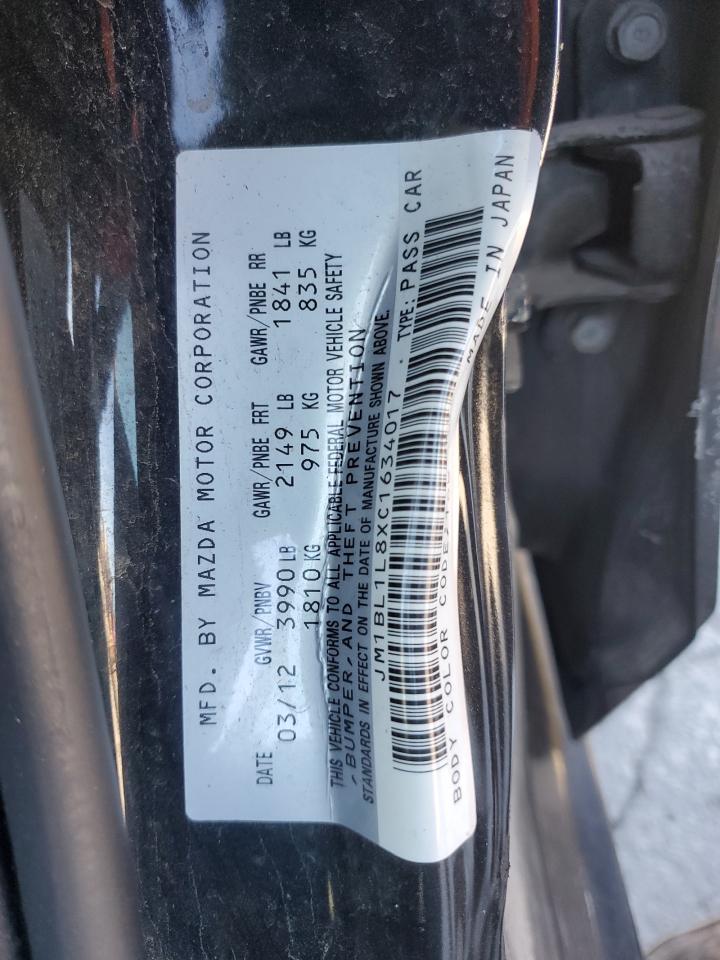 MFD. BY MAZDA MOTOR CORPORATION
DATE GVWR/PNBV GAWR/PNBE FRT GAWR/PNBE RR
03/12 3990 LB 2149 LB 1841 LB
1810 KG 975 KG 835 KG
THIS VEHICLE CONFORMS TO ALL APPLICABLE FEDERAL MOTOR VEHICLE SAFETY
,BUMPER,AND THEFT PREVENTION
STANDARDS IN EFFECT ON THE DATE OF MANUFACTURE SHOWN ABOVE.
JM1BL1L8XC1634017 . TYPE: PASS CAR
BODY COLOR CODE: MADE IN JAPAN